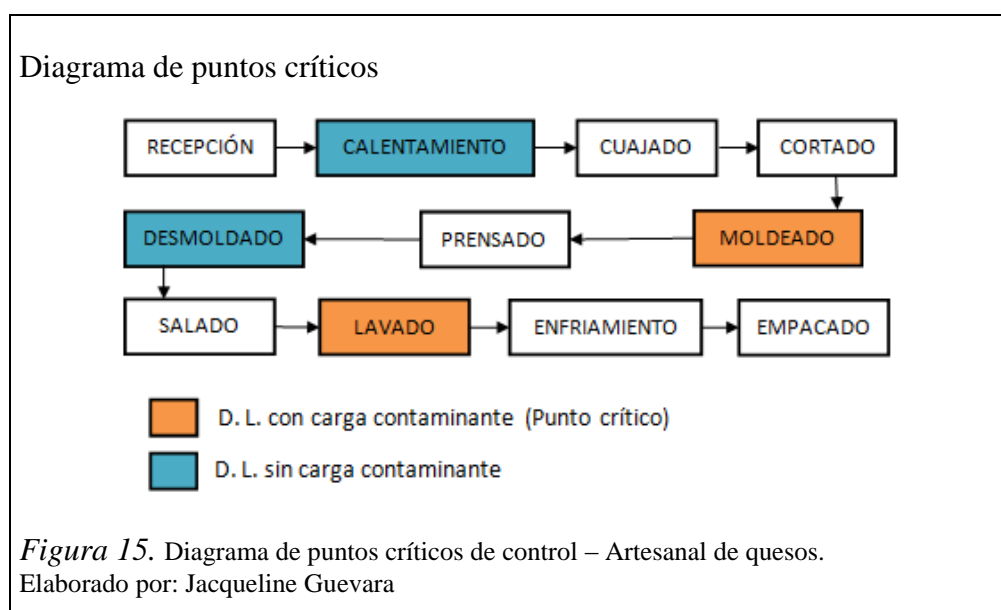 Diagrama de puntos críticos
RECEPCIÓN CALENTAMIENTO CUAJADO CORTADO
DESMOLDADO PRENSADO MOLDEADO
SALADO LAVADO ENFRIAMIENTO EMPACADO
D. L. con carga contaminante (Punto crítico)
D. L. sin carga contaminante
Figura 15. Diagrama de puntos críticos de control – Artesanal de quesos.
Elaborado por: Jacqueline Guevara